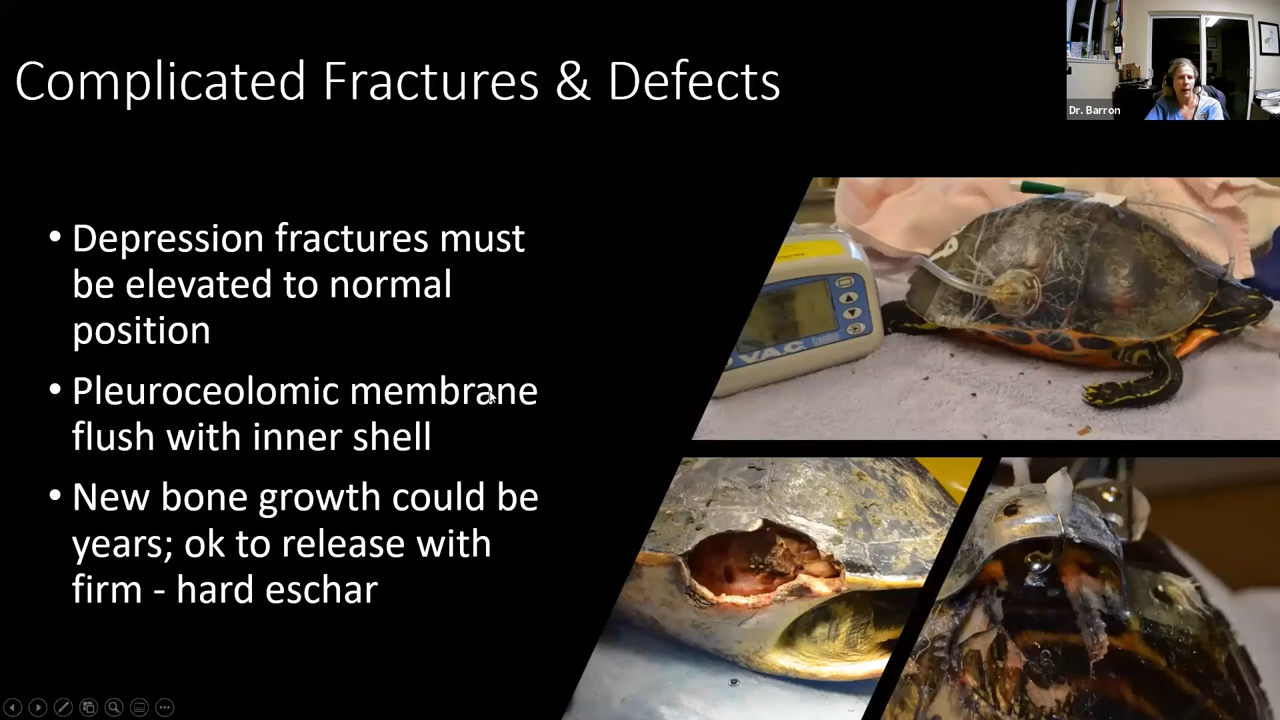 Complicated Fractures & Defects
Dr. Barron
• Depression fractures must
be elevated to normal
position
• Pleuroceolomic membrane
flush with inner shell
• New bone growth could be
years; ok to release with
firm - hard eschar
VAC